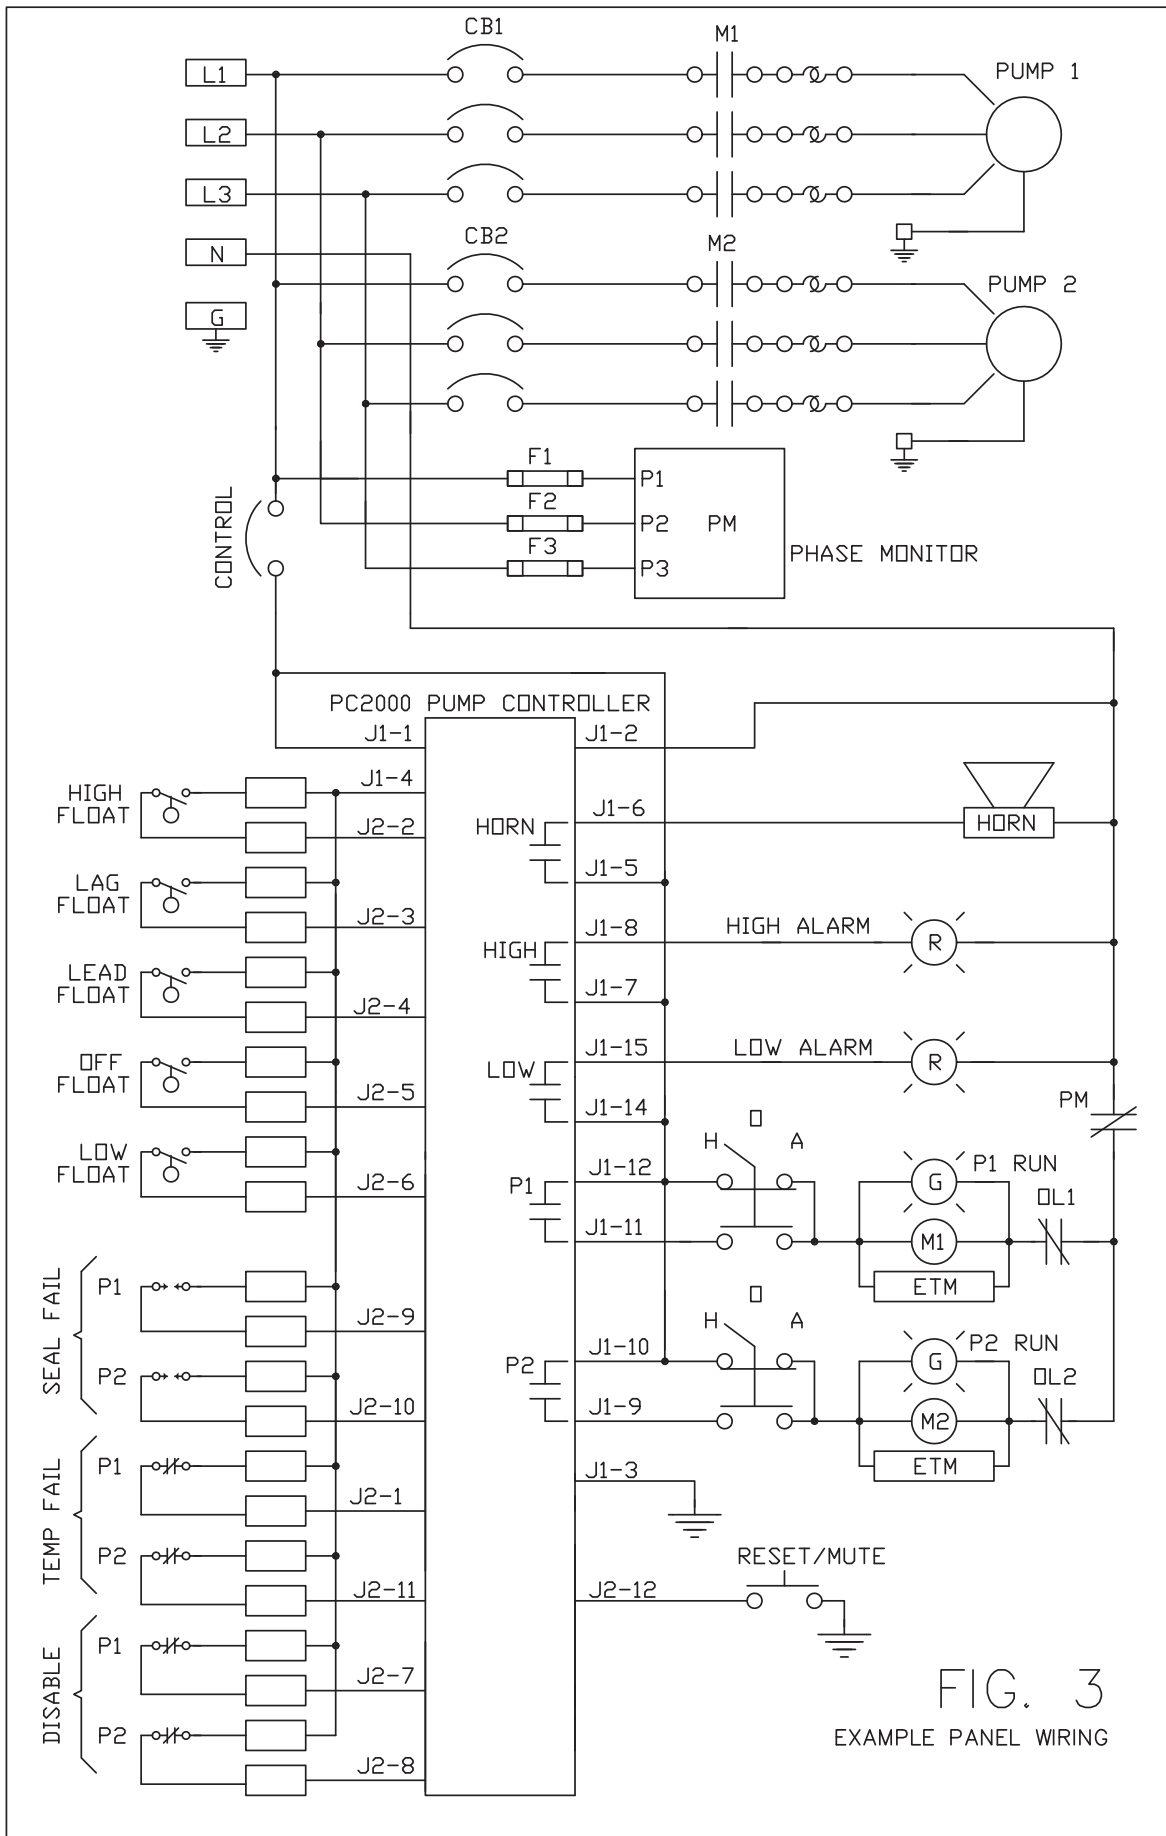 CB1
M1
L1
PUMP 1
L2
L3
CB2
M2
N
PUMP 2
G
F1
P1
CONTROL
F2
P2
PM
F3
PHASE MONITOR
P3
PC2000 PUMP CONTROLLER
J1-1
J1-2
HIGH
FLOAT
J1-4
J2-2
HORN
J1-6
HORN
J1-5
LAG
FLOAT
J2-3
HIGH
J1-8
HIGH ALARM
R
J1-7
LEAD
FLOAT
J2-4
LOW
J1-15
LOW ALARM
R
J1-14
OFF
FLOAT
J2-5
PM
O
H
A
LOW
FLOAT
J2-6
P1
J1-12
G
P1 RUN
J1-11
M1
OL1
ETM
SEAL FAIL
P1
J2-9
P2
J2-10
O
H
A
P2
J1-10
G
P2 RUN
J1-9
M2
OL2
ETM
TEMP FAIL
P1
J2-1
P2
J2-11
J1-3
RESET/MUTE
J2-12
DISABLE
P1
J2-7
P2
J2-8
FIG. 3
EXAMPLE PANEL WIRING